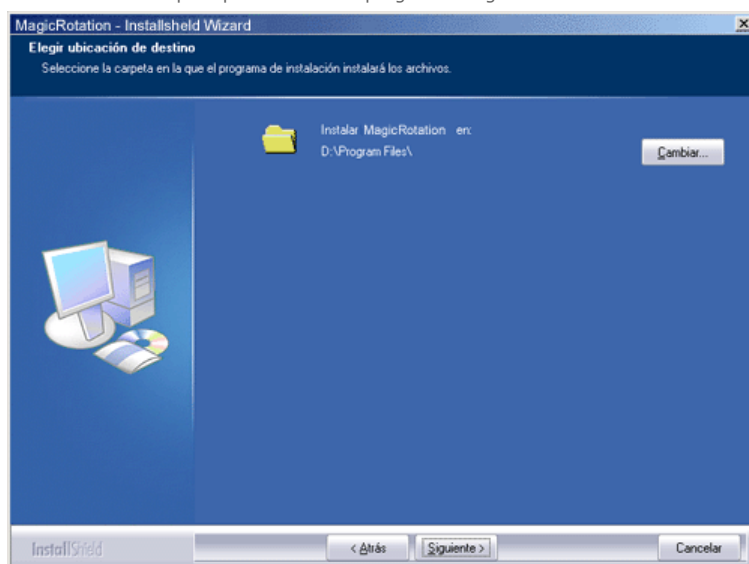 MagicRotation - Installsheld Wizard
Elegir ubicación de destino
Seleccione la carpeta en la que el programa de instalación instalará los archivos.
Instalar MagicRotation en:
D:\Program Files\
Cambiar...
InstallShield
< Atrás
Siguiente >
Cancelar